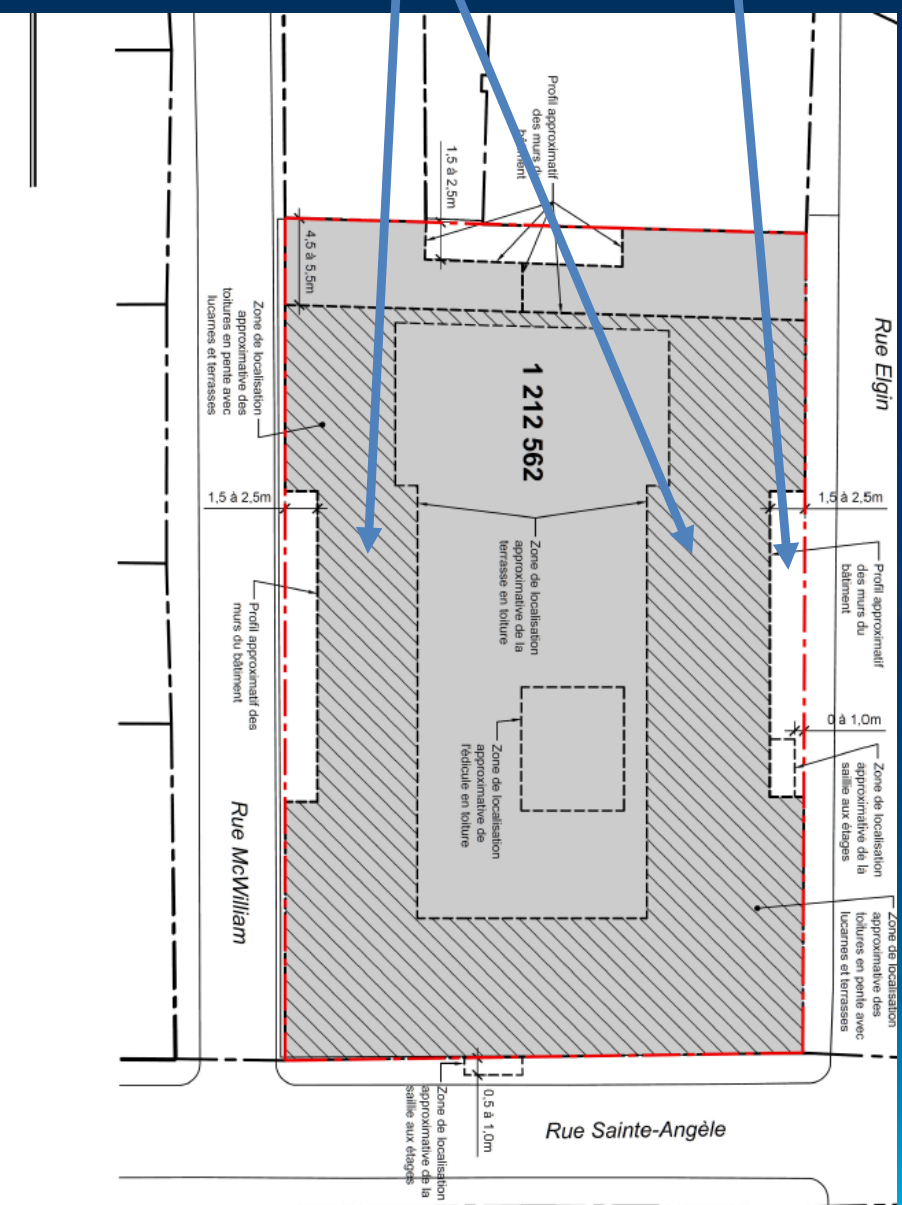 Profil approximatif
des murs du
bâtiment
1,5 à 2,5m
4,5 à 5,5m
Rue Elgin
Zone de localisation
approximative des
toitures en pente avec
lucarnes et terrasses
1 212 562
1,5 à 2,5m
1,5 à 2,5m
Zone de localisation
approximative de la
terrasse en toiture
Profil approximatif
des murs du
bâtiment
Profil approximatif des
murs du bâtiment
0 à 1,0m
Zone de localisation
approximative de
l'édicule en toiture
Zone de localisation
approximative de la
saillie aux étages
Rue McWilliam
Zone de localisation
approximative des
toitures en pente avec
lucarnes et terrasses
Zone de localisation
approximative de la
saillie aux étages
0,5 à 1,0m
Rue Sainte-Angèle